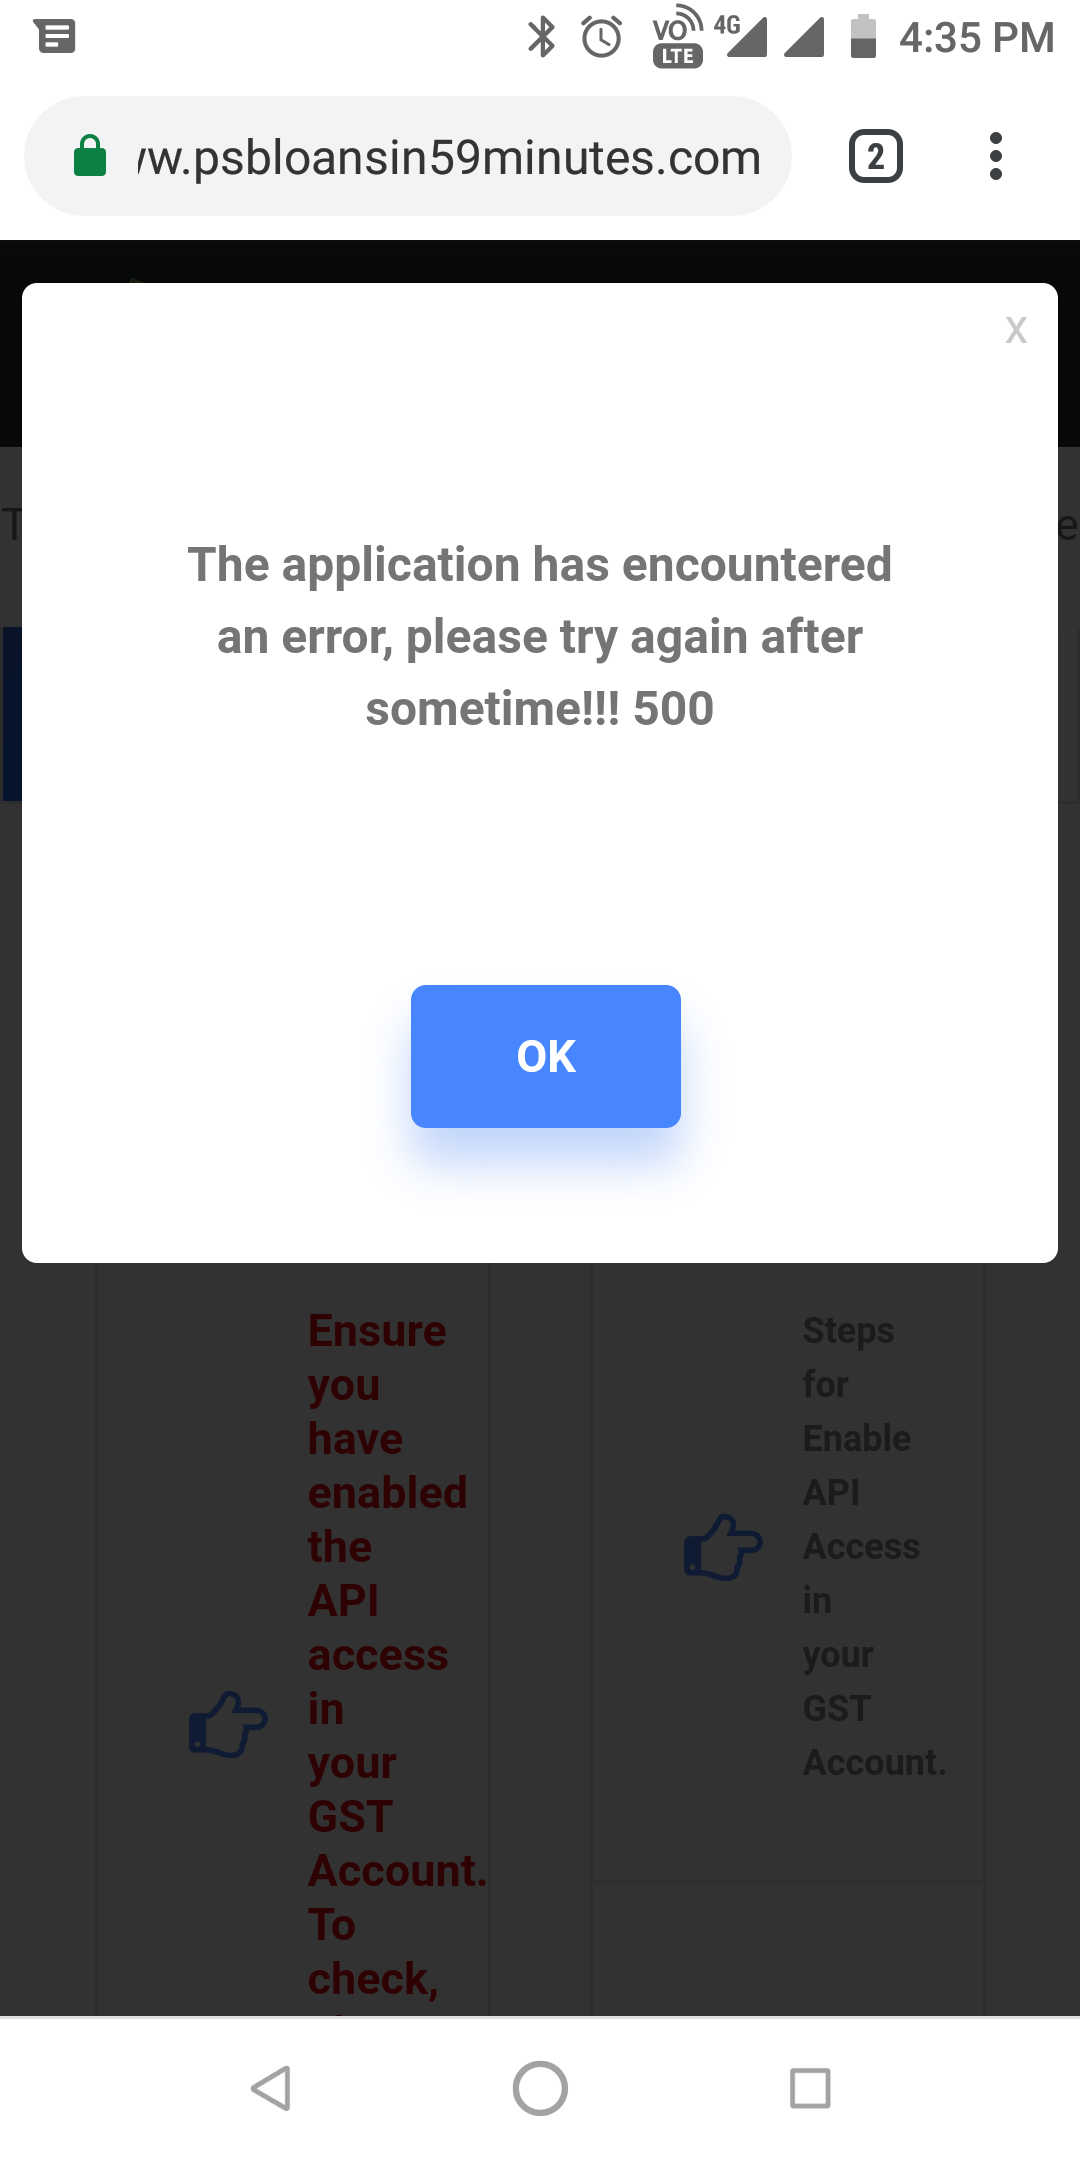 VO LTE 4G 4:35 PM
w.psbloansin59minutes.com 2
X
T
e
The application has encountered
an error, please try again after
sometime!!! 500
OK
Ensure
you
have
enabled
the
API
access
in
your
GST
Account.
To
check,
Steps
for
Enable
API
Access
in
your
GST
Account.